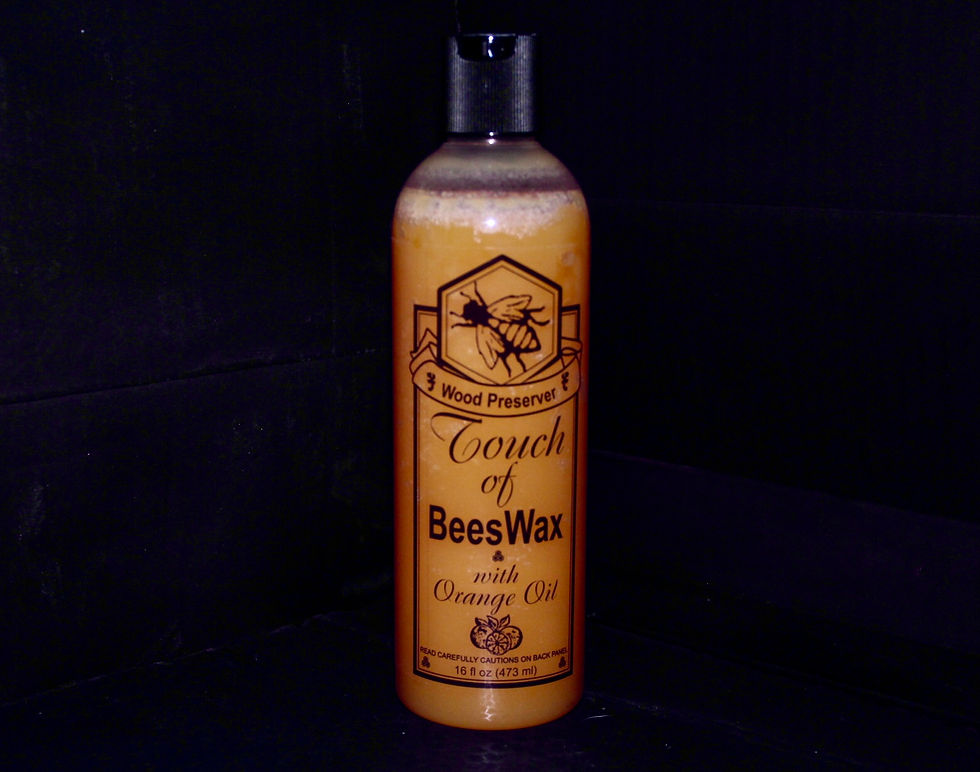 Wood Preserver
Touch
of
BeesWax
with
Orange Oil
READ CAREFULLY CAUTIONS ON BACK PANEL
16 fl oz (473 ml)